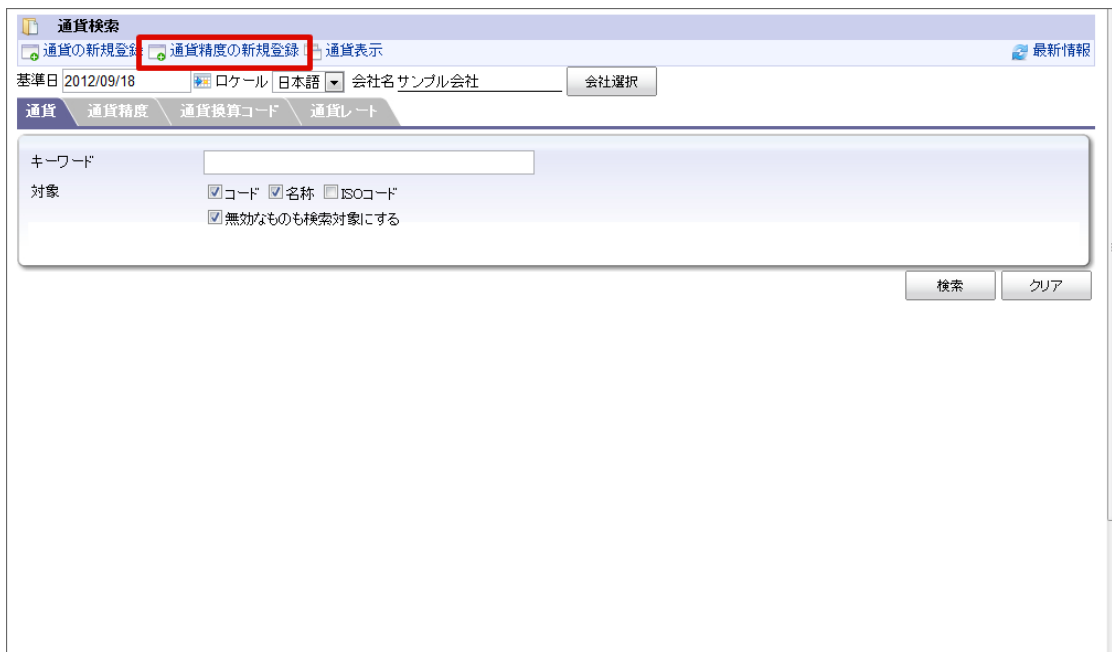 通貨検索
通貨の新規登録 通貨精度の新規登録 通貨表示 最新情報
基準日 2012/09/18 ロケール 日本語 会社名 サンプル会社 会社選択
通貨 通貨精度 通貨換算コード 通貨レート
キーワード
対象 コード 名称 ISOコード
無効なものも検索対象にする
検索 クリア